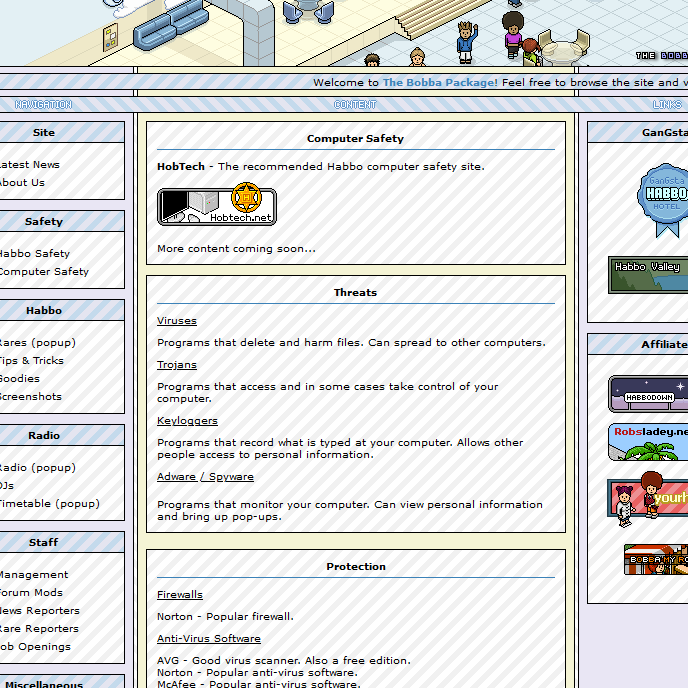 THE BOBB
Welcome to The Bobba Package! Feel free to browse the site and v
NAVIGATION
CONTENT
LINKS
Site
Latest News
About Us
Safety
Habbo Safety
Computer Safety
Habbo
Rares (popup)
Tips & Tricks
Goodies
Screenshots
Radio
Radio (popup)
DJs
Timetable (popup)
Staff
Management
Forum Mods
News Reporters
Rare Reporters
Job Openings
Miscellaneous
Computer Safety
HobTech - The recommended Habbo computer safety site.
Hobtech.net
More content coming soon...
Threats
Viruses
Programs that delete and harm files. Can spread to other computers.
Trojans
Programs that access and in some cases take control of your
computer.
Keyloggers
Programs that record what is typed at your computer. Allows other
people access to personal information.
Adware / Spyware
Programs that monitor your computer. Can view personal information
and bring up pop-ups.
Protection
Firewalls
Norton - Popular firewall.
Anti-Virus Software
AVG - Good virus scanner. Also a free edition.
Norton - Popular anti-virus software.
McAfee - Popular anti-virus software.
GanGsta
GanGsta
HABBO
HOTEL
Habbo Valley
Affiliate
HABBODOWN
Robsladey.ne
yourh
BOBBA MY RO